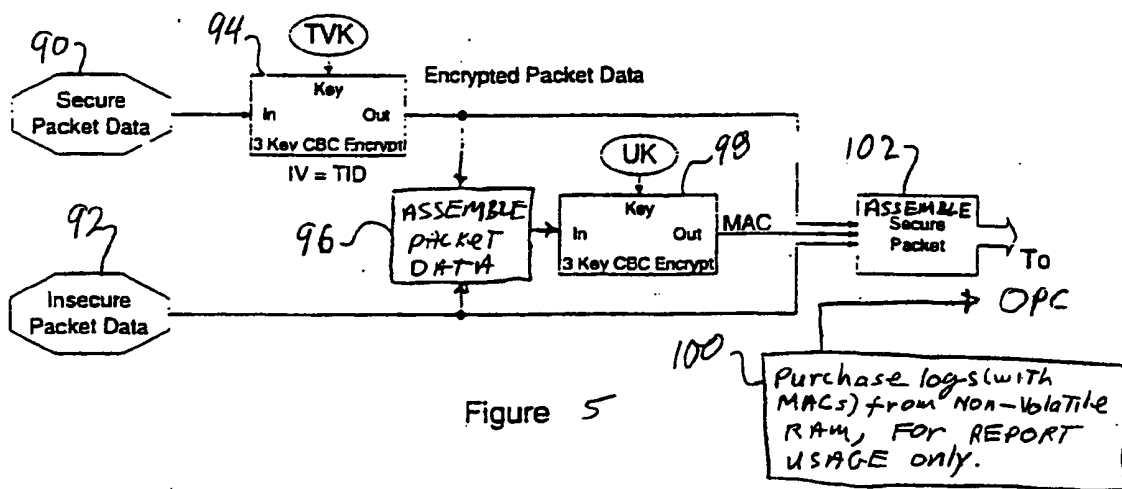 90
94
TVK
Encrypted Packet Data
Secure
Packet Data
Key
In
Out
3 Key CBC Encrypt
IV = TID
UK
98
102
96
ASSEMBLE
PACKET
DATA
Key
In
Out
3 Key CBC Encrypt
MAC
ASSEMBLE
Secure
Packet
To
OPC
92
Insecure
Packet Data
100
Purchase logs (with
MACs) from Non-Volatile
RAM, FOR REPORT
USAGE only.
Figure 5